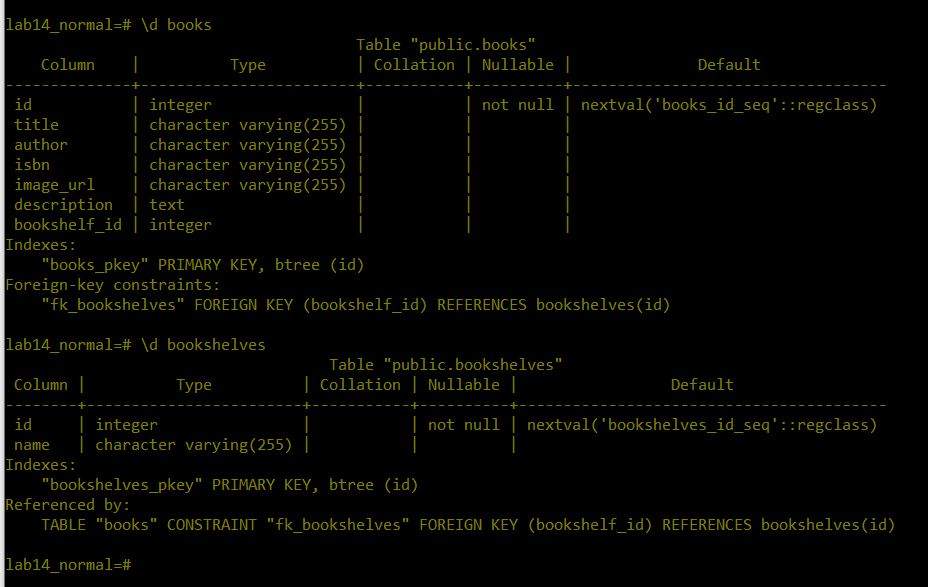 lab14_normal=# \d books
                                       Table "public.books"
    Column    |          Type          | Collation | Nullable |              Default
--------------+------------------------+-----------+----------+-----------------------------------
 id           | integer                |           | not null | nextval('books_id_seq'::regclass)
 title        | character varying(255) |           |          |
 author       | character varying(255) |           |          |
 isbn         | character varying(255) |           |          |
 image_url    | character varying(255) |           |          |
 description  | text                   |           |          |
 bookshelf_id | integer                |           |          |
Indexes:
    "books_pkey" PRIMARY KEY, btree (id)
Foreign-key constraints:
    "fk_bookshelves" FOREIGN KEY (bookshelf_id) REFERENCES bookshelves(id)
lab14_normal=# \d bookshelves
                                    Table "public.bookshelves"
 Column |          Type          | Collation | Nullable |                 Default
--------+------------------------+-----------+----------+-----------------------------------------
 id     | integer                |           | not null | nextval('bookshelves_id_seq'::regclass)
 name   | character varying(255) |           |          |
Indexes:
    "bookshelves_pkey" PRIMARY KEY, btree (id)
Referenced by:
    TABLE "books" CONSTRAINT "fk_bookshelves" FOREIGN KEY (bookshelf_id) REFERENCES bookshelves(id)
lab14_normal=#